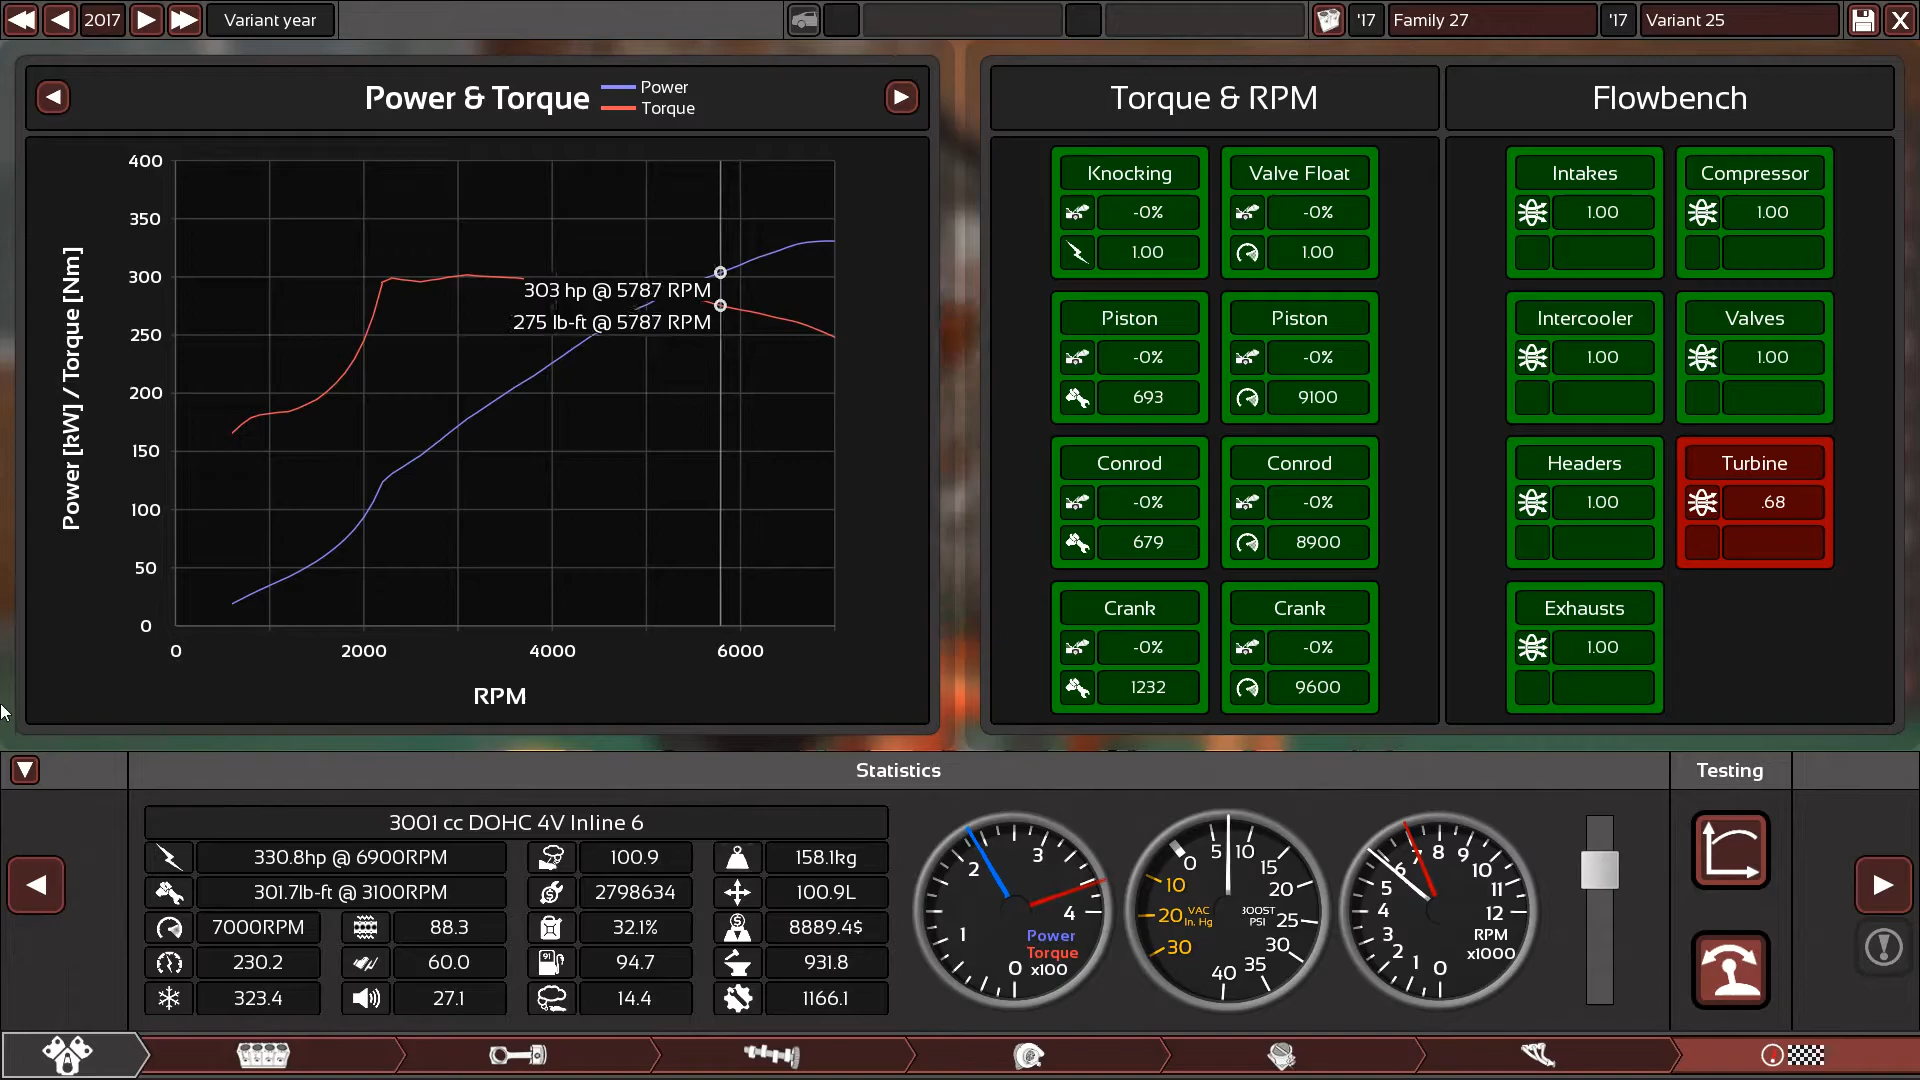 2017
Variant year
'17
Family 27
'17
Variant 25
X
Power & Torque
Power
Torque
Power [kW] / Torque [Nm]
400
350
300
250
200
150
100
50
0
303 hp @ 5787 RPM
275 lb-ft @ 5787 RPM
0
2000
4000
6000
RPM
Torque & RPM
Knocking
-0%
1.00
Valve Float
-0%
1.00
Piston
-0%
693
Piston
-0%
9100
Conrod
-0%
679
Conrod
-0%
8900
Crank
-0%
1232
Crank
-0%
9600
Flowbench
Intakes
1.00
Compressor
1.00
Intercooler
1.00
Valves
1.00
Headers
1.00
Turbine
.68
Exhausts
1.00
Statistics
Testing
3001 cc DOHC 4V Inline 6
330.8hp @ 6900RPM
301.7lb-ft @ 3100RPM
7000RPM
88.3
230.2
60.0
323.4
27.1
100.9
2798634
32.1%
94.7
14.4
158.1kg
100.9L
8889.4$
931.8
1166.1
0
1
2
3
4
Power
Torque
x100
0
5
10
15
20
25
30
35
40
10
20
30
VAC
In. Hg
BOOST
PSI
0
1
2
3
4
5
6
7
8
9
10
11
12
RPM
x1000
91